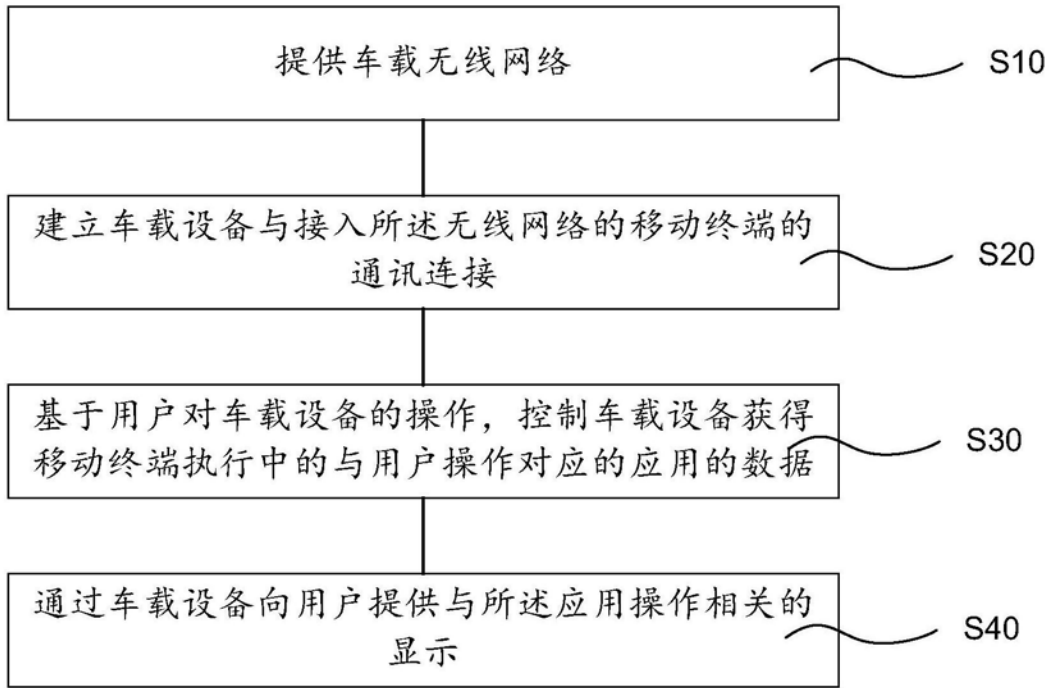 提供车载无线网络
S10
建立车载设备与接入所述无线网络的移动终端的
通讯连接
S20
基于用户对车载设备的操作，控制车载设备获得
移动终端执行中的与用户操作对应的应用的数据
S30
通过车载设备向用户提供与所述应用操作相关的
显示
S40